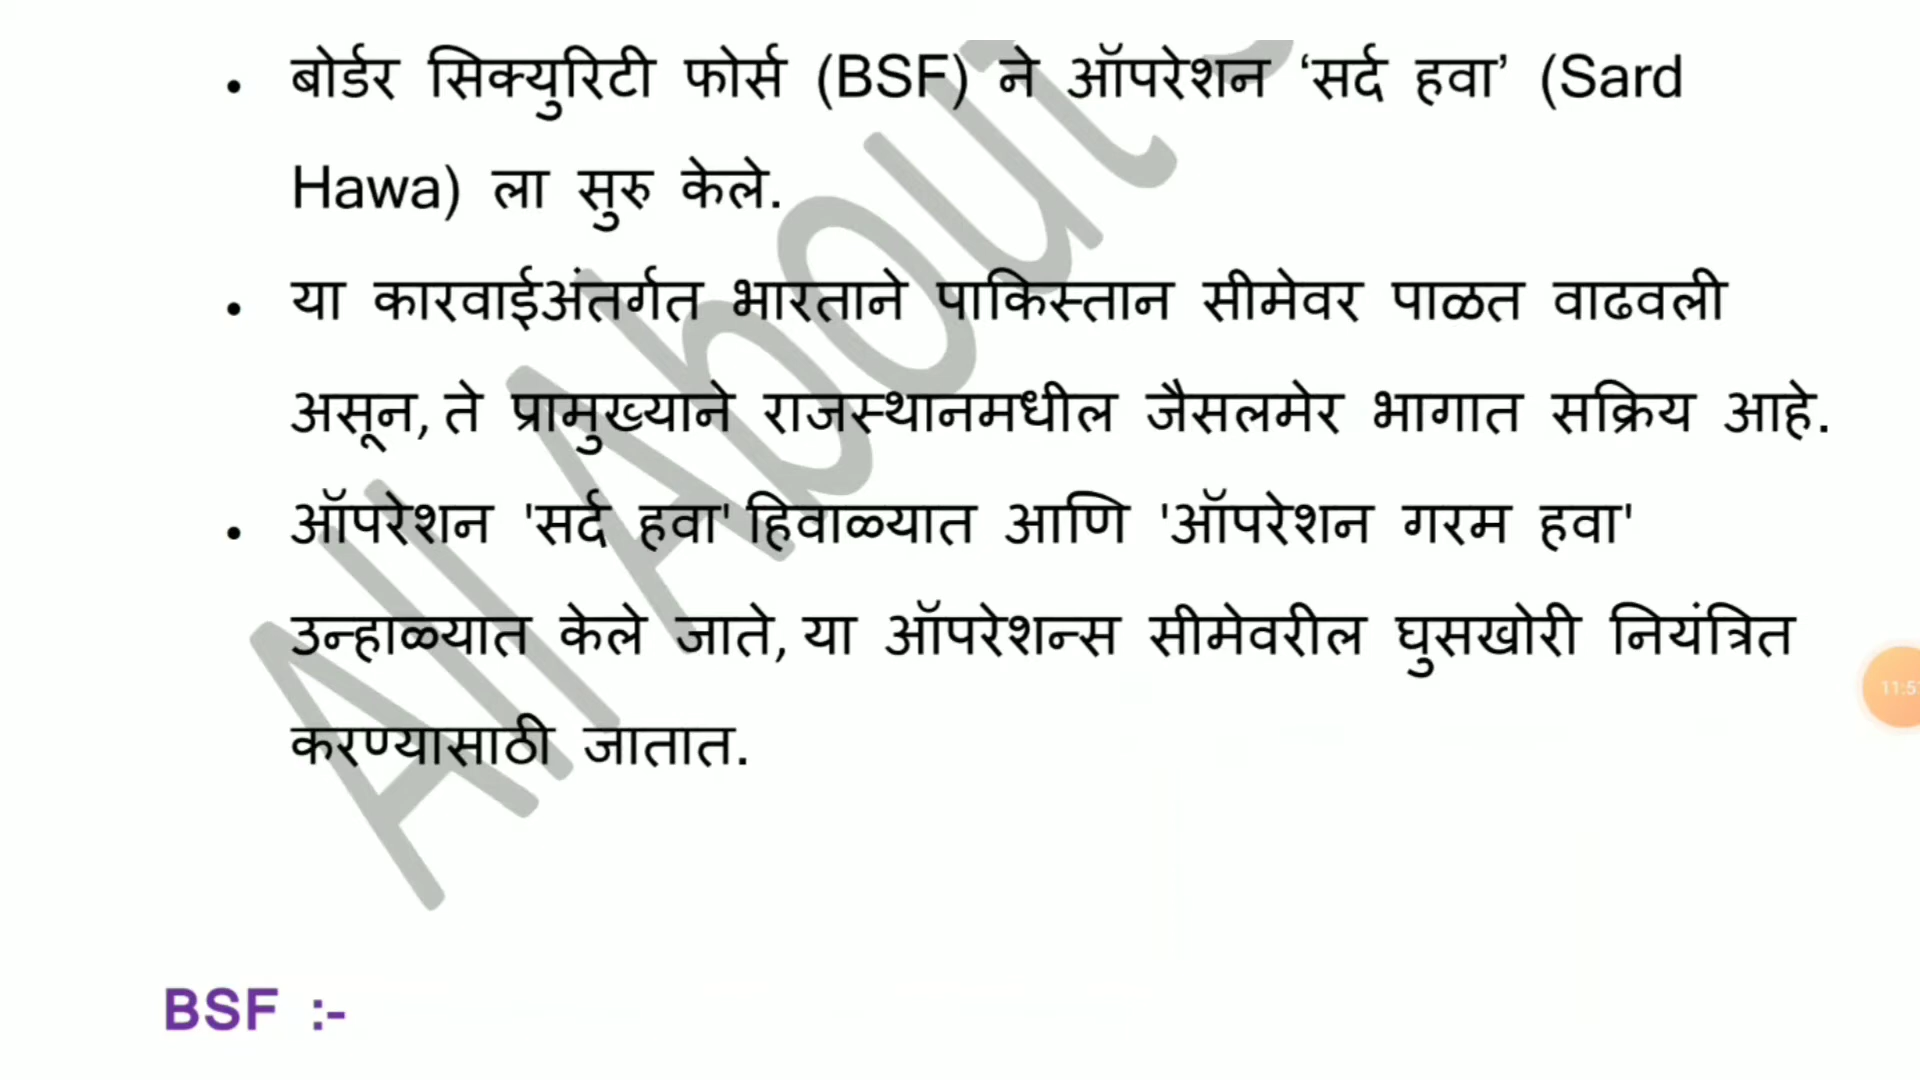 • बोर्डर सिक्युरिटी फोर्स (BSF) ने ऑपरेशन ‘सर्द हवा’ (Sard
Hawa) ला सुरु केले.
• या कारवाईअंतर्गत भारताने पाकिस्तान सीमेवर पाळत वाढवली
असून, ते प्रामुख्याने राजस्थानमधील जैसलमेर भागात सक्रिय आहे.
• ऑपरेशन 'सर्द हवा' हिवाळ्यात आणि 'ऑपरेशन गरम हवा'
उन्हाळ्यात केले जाते, या ऑपरेशन्स सीमेवरील घुसखोरी नियंत्रित
करण्यासाठी जातात.
BSF :-
All About